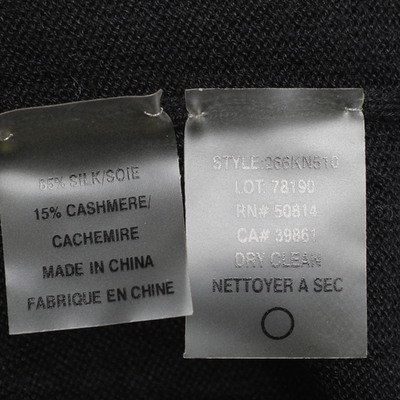 85% SILK/SOIE
15% CASHMERE/
CACHEMIRE
MADE IN CHINA
FABRIQUE EN CHINE
STYLE:266KN510
LOT 78190
RN# 50814
CA# 39861
DRY CLEAN
NETTOYER A SEC